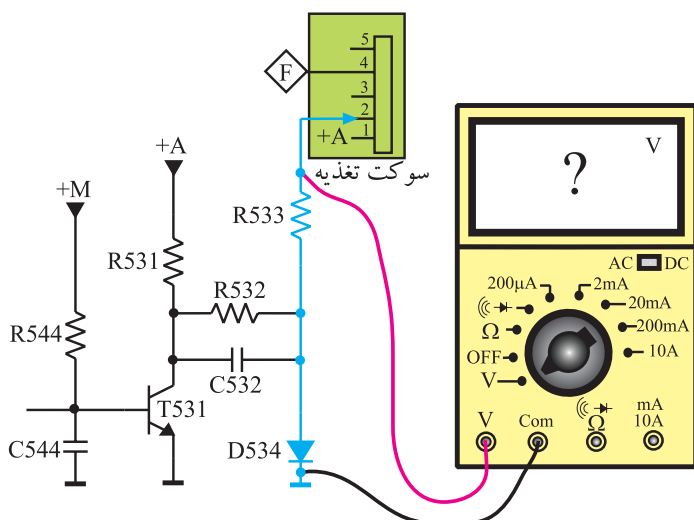 5
4
F
3
2
+A
1
سوکت تغذیه
+A
+M
R533
R531
R532
R544
C532
T531
C544
D534
?
V
AC DC
200µA
2mA
20mA
200mA
10A
Ω
OFF
V
V
Com
Ω
mA
10A